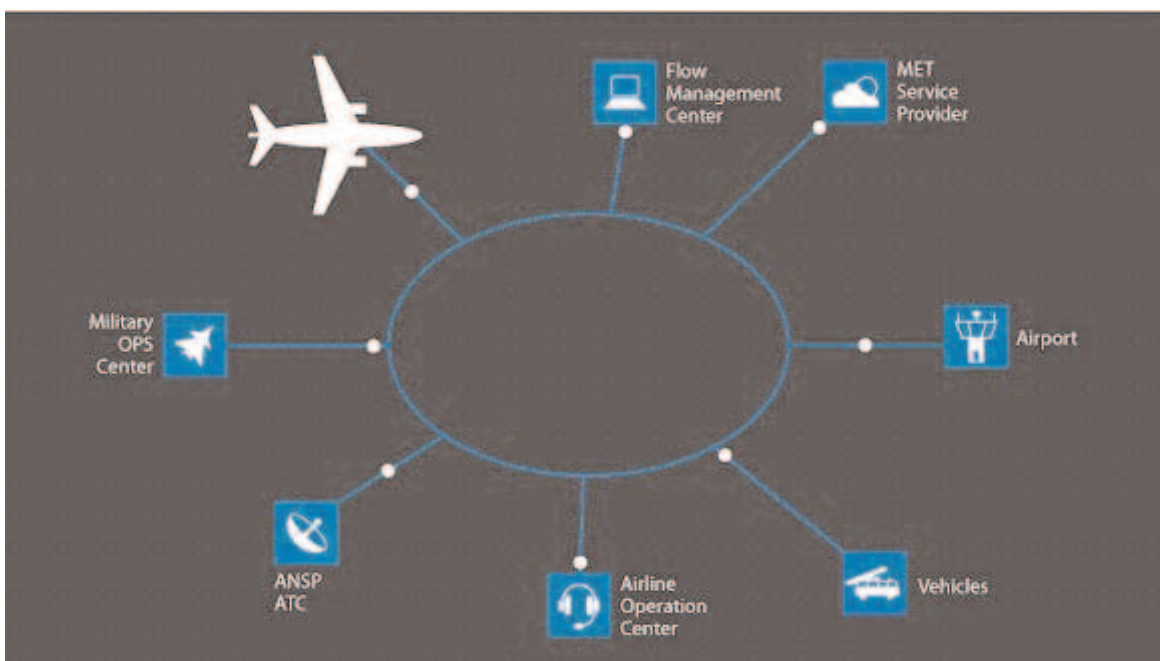 Flow
Management
Center
MET
Service
Provider
Military
OPS
Center
Airport
ANSP
ATC
Airline
Operation
Center
Vehicles